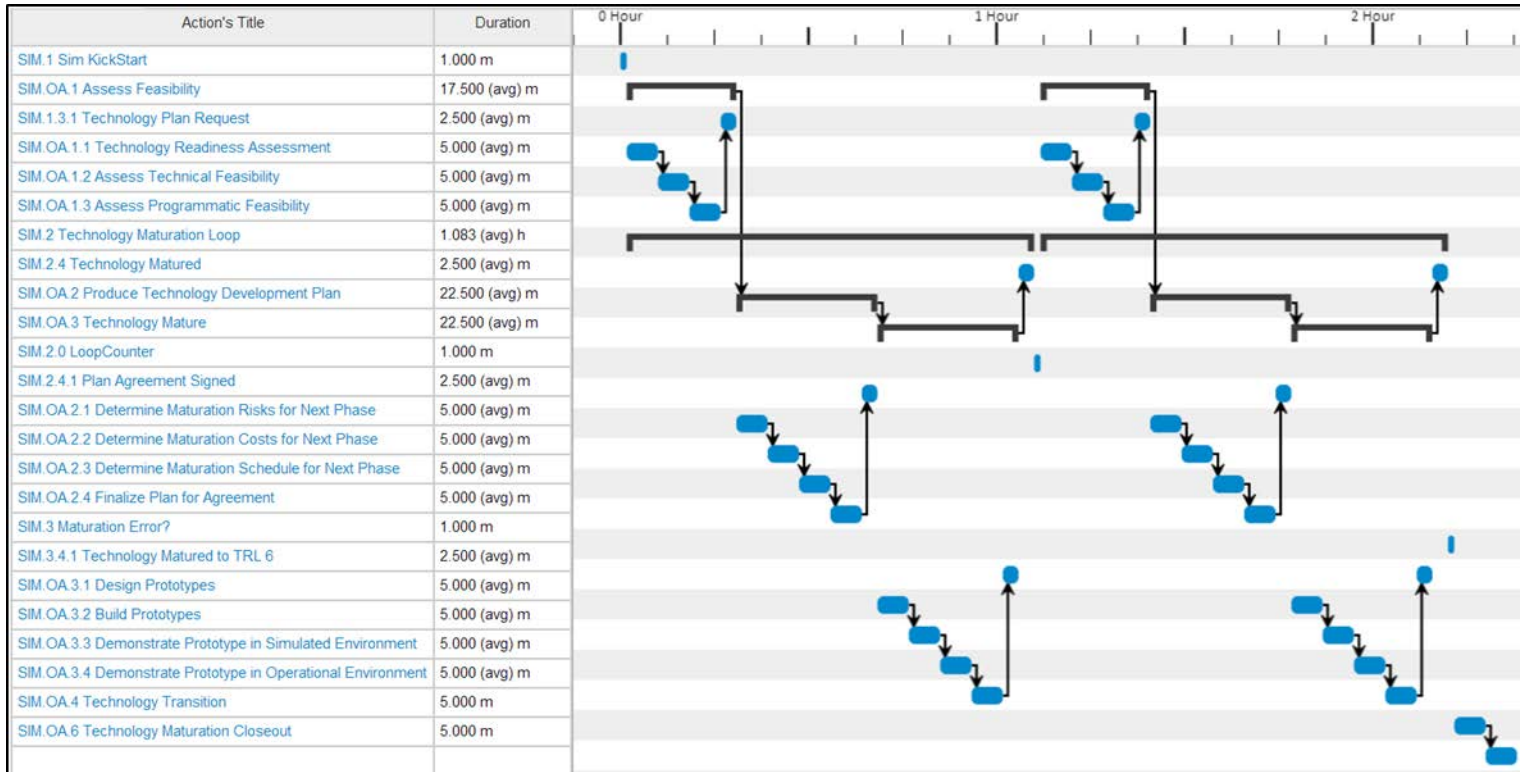 Action's Title Duration 0 Hour 1 Hour 2 Hour
SIM.1 Sim KickStart 1.000 m
SIM.OA.1 Assess Feasibility 17.500 (avg) m
SIM.1.3.1 Technology Plan Request 2.500 (avg) m
SIM.OA.1.1 Technology Readiness Assessment 5.000 (avg) m
SIM.OA.1.2 Assess Technical Feasibility 5.000 (avg) m
SIM.OA.1.3 Assess Programmatic Feasibility 5.000 (avg) m
SIM.2 Technology Maturation Loop 1.083 (avg) h
SIM.2.4 Technology Matured 2.500 (avg) m
SIM.OA.2 Produce Technology Development Plan 22.500 (avg) m
SIM.OA.3 Technology Mature 22.500 (avg) m
SIM.2.0 LoopCounter 1.000 m
SIM.2.4.1 Plan Agreement Signed 2.500 (avg) m
SIM.OA.2.1 Determine Maturation Risks for Next Phase 5.000 (avg) m
SIM.OA.2.2 Determine Maturation Costs for Next Phase 5.000 (avg) m
SIM.OA.2.3 Determine Maturation Schedule for Next Phase 5.000 (avg) m
SIM.OA.2.4 Finalize Plan for Agreement 5.000 (avg) m
SIM.3 Maturation Error? 1.000 m
SIM.3.4.1 Technology Matured to TRL 6 2.500 (avg) m
SIM.OA.3.1 Design Prototypes 5.000 (avg) m
SIM.OA.3.2 Build Prototypes 5.000 (avg) m
SIM.OA.3.3 Demonstrate Prototype in Simulated Environment 5.000 (avg) m
SIM.OA.3.4 Demonstrate Prototype in Operational Environment 5.000 (avg) m
SIM.OA.4 Technology Transition 5.000 m
SIM.OA.6 Technology Maturation Closeout 5.000 m